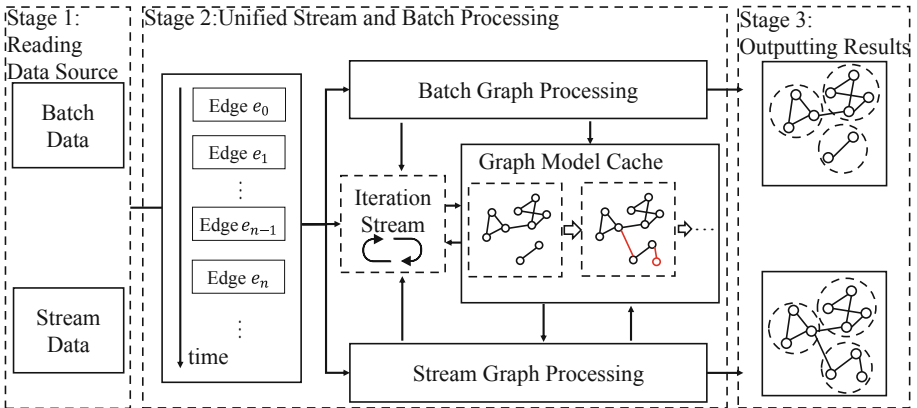 Stage 1:
Reading
Data Source
Batch
Data
Stream
Data
Stage 2:Unified Stream and Batch Processing
Edge e₀
Edge e₁
⋮
Edge eₙ₋₁
Edge eₙ
⋮
time
Batch Graph Processing
Iteration
Stream
Graph Model Cache
····
Stream Graph Processing
Stage 3:
Outputting Results